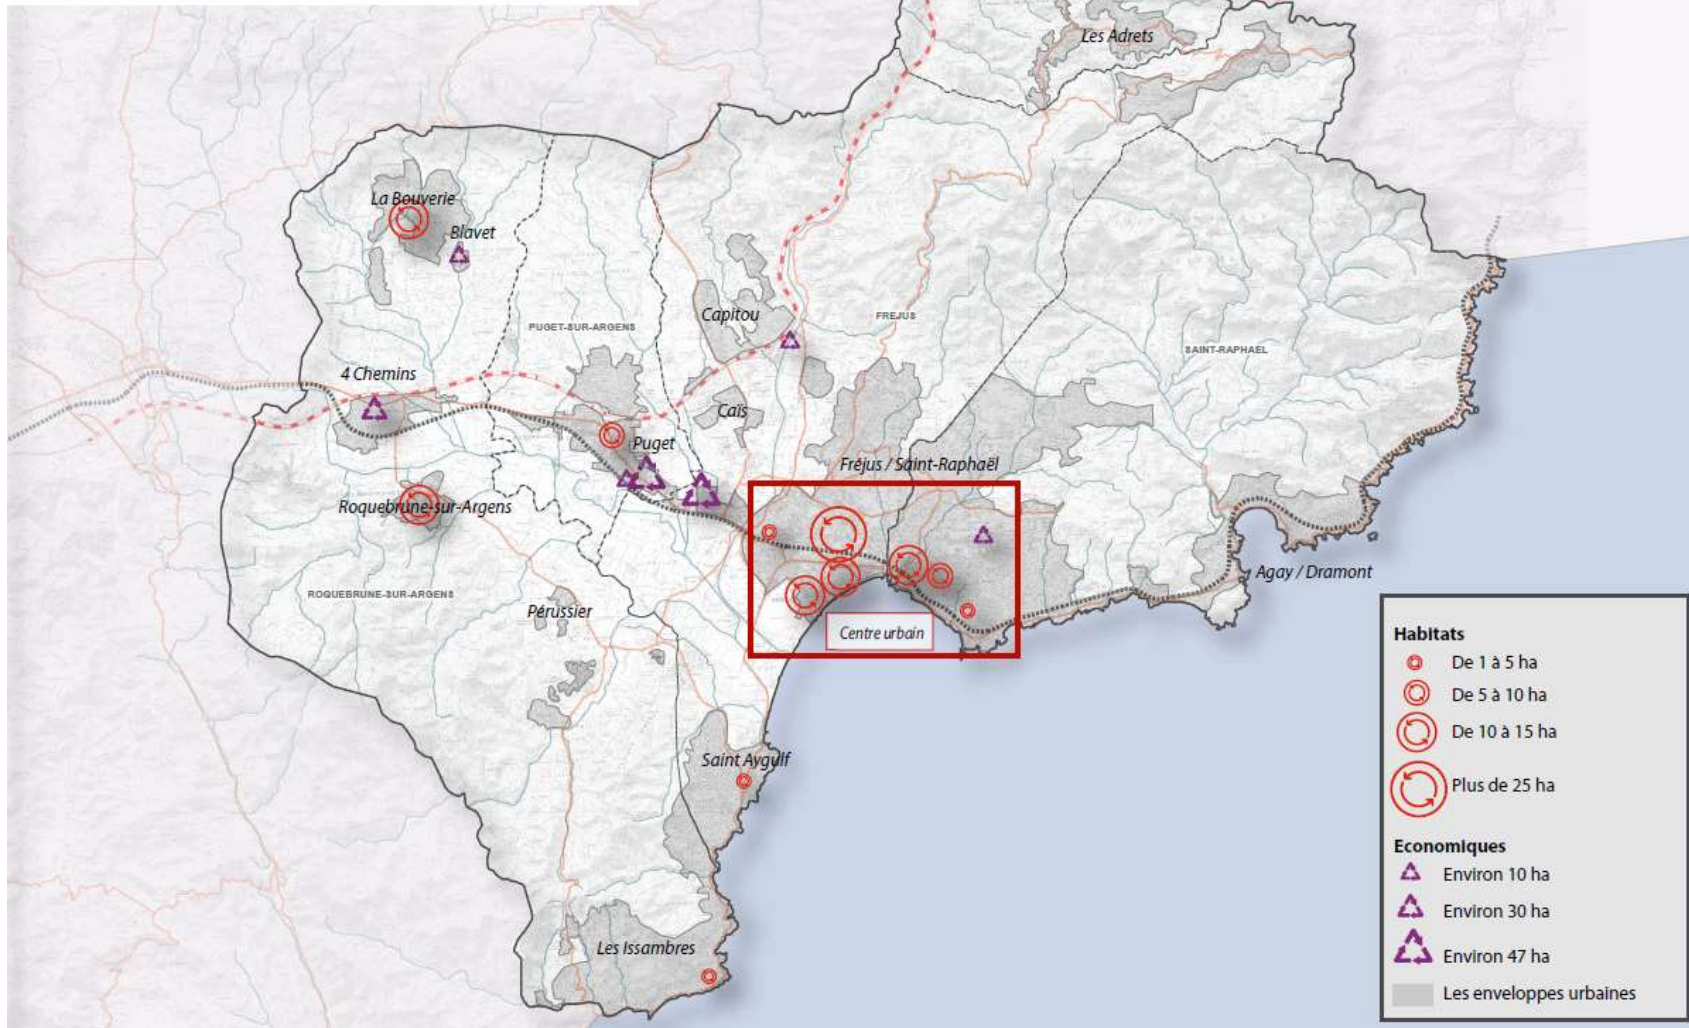 Les Adrets
La Bouverie
Blavet
Capitou
PUGET-SUR-ARGENS
FREJUS
SAINT-RAPHAEL
4 Chemins
Caïs
Puget
Fréjus / Saint-Raphaël
Roquebrune-sur-Argens
Agay / Dramont
ROQUEBRUNE-SUR-ARGENS
Pérussier
Centre urbain
Saint Aygulf
Les Issambres
Habitats
De 1 à 5 ha
De 5 à 10 ha
De 10 à 15 ha
Plus de 25 ha
Economiques
Environ 10 ha
Environ 30 ha
Environ 47 ha
Les enveloppes urbaines